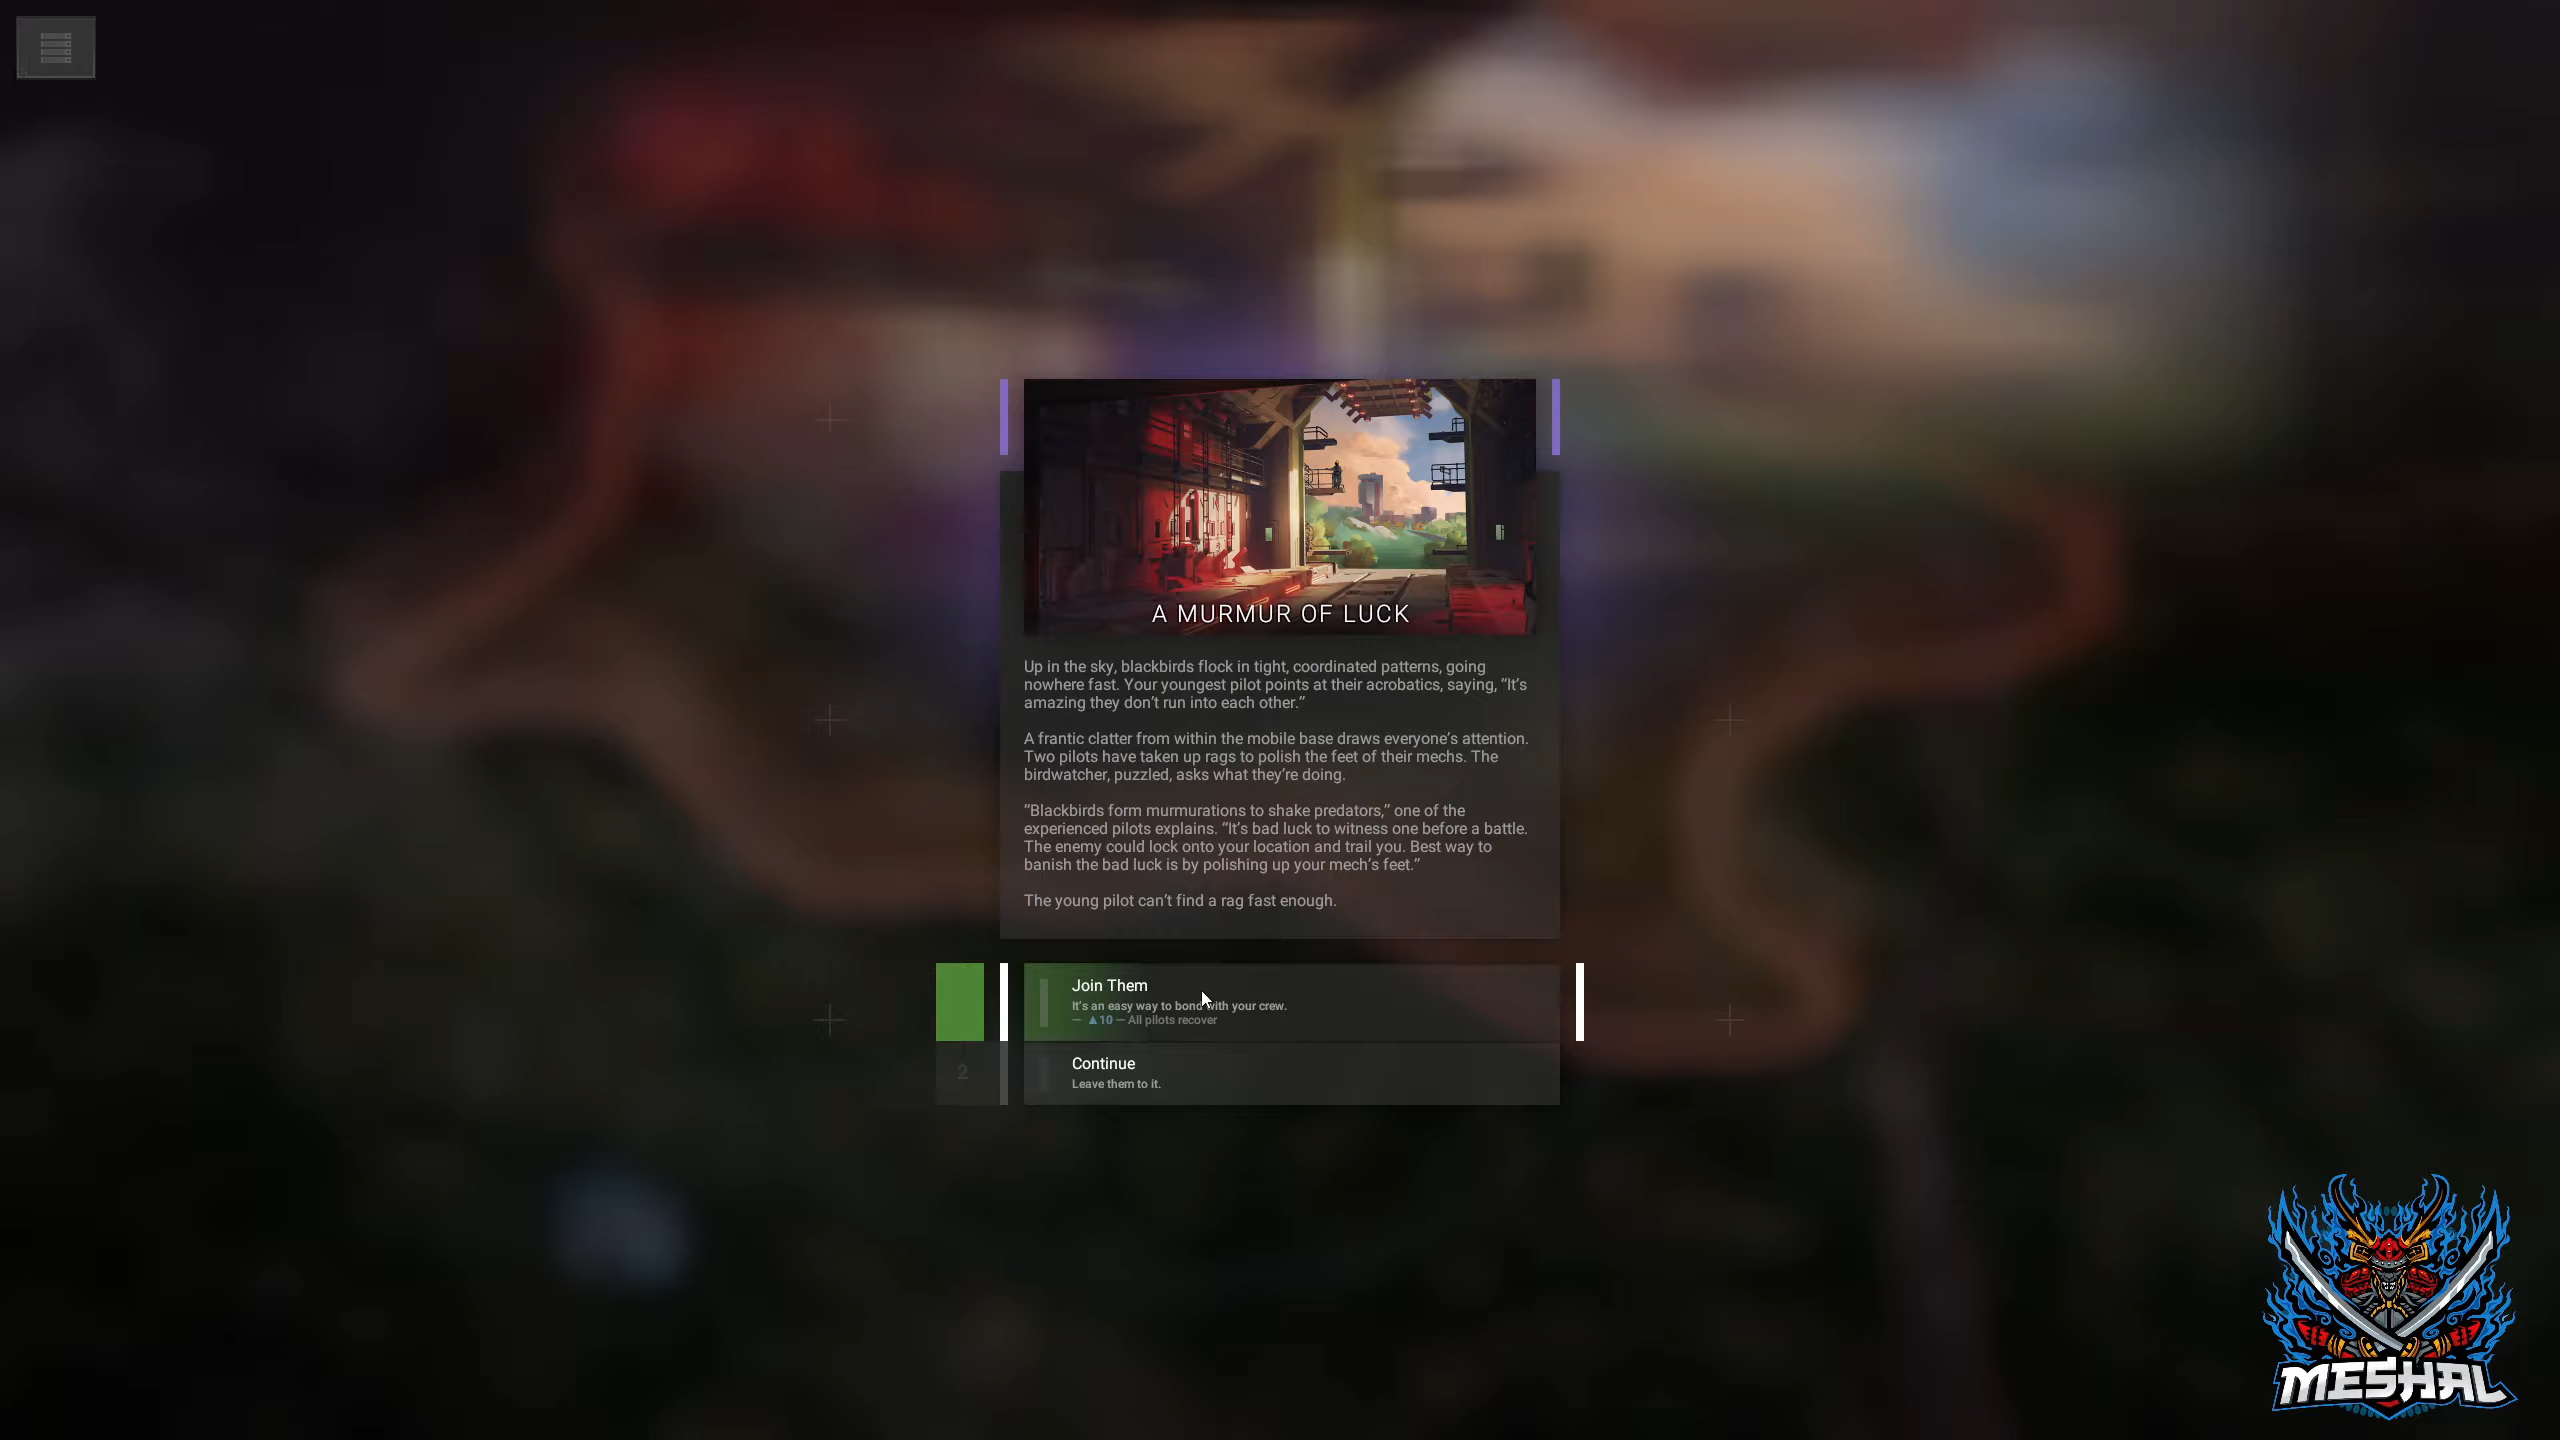 A MURMUR OF LUCK
Up in the sky, blackbirds flock in tight, coordinated patterns, going
nowhere fast. Your youngest pilot points at their acrobatics, saying, “It’s
amazing they don’t run into each other.”
A frantic clatter from within the mobile base draws everyone’s attention.
Two pilots have taken up rags to polish the feet of their mechs. The
birdwatcher, puzzled, asks what they’re doing.
“Blackbirds form murmurations to shake predators,” one of the
experienced pilots explains. “It’s bad luck to witness one before a battle.
The enemy could lock onto your location and trail you. Best way to
banish the bad luck is by polishing up your mech’s feet.”
The young pilot can’t find a rag fast enough.
Join Them
It’s an easy way to bond with your crew.
— ▲10 — All pilots recover
2
Continue
Leave them to it.
MESHAL